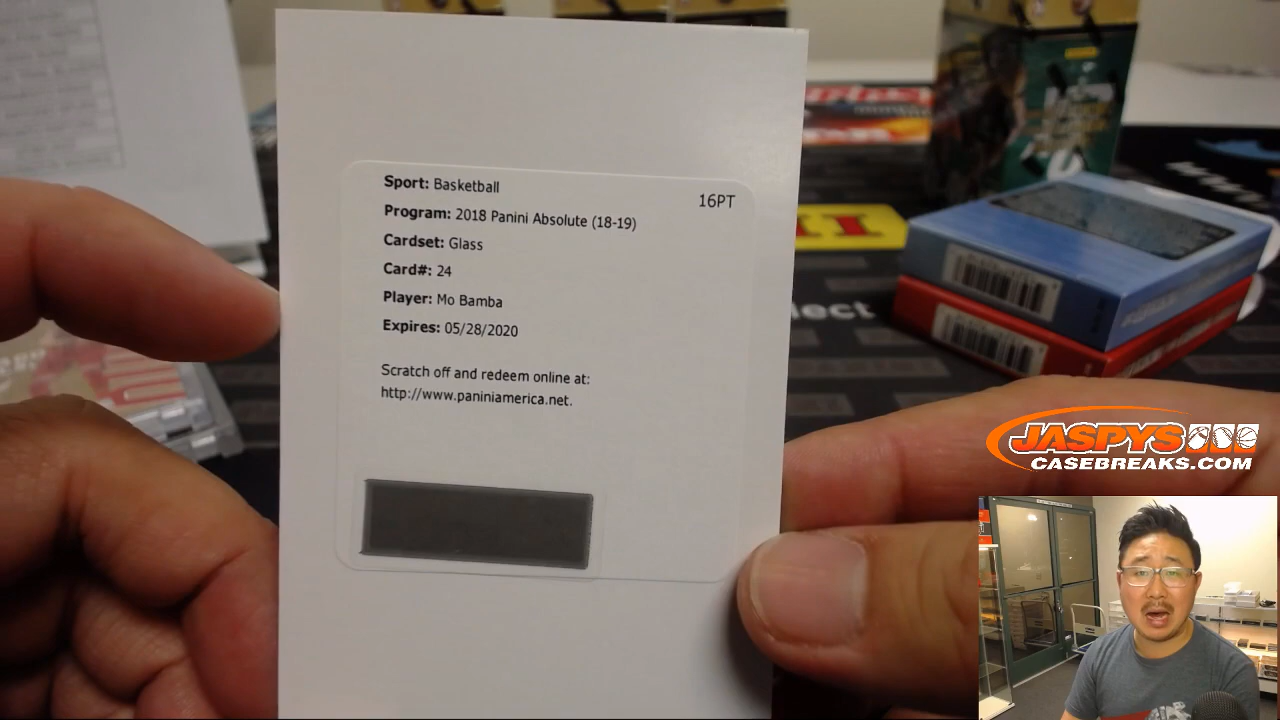 Sport: Basketball
16PT
Program: 2018 Panini Absolute (18-19)
Cardset: Glass
Card#: 24
Player: Mo Bamba
Expires: 05/28/2020
Scratch off and redeem online at:
http://www.paniniamerica.net.
JASPYS
CASEBREAKS.COM